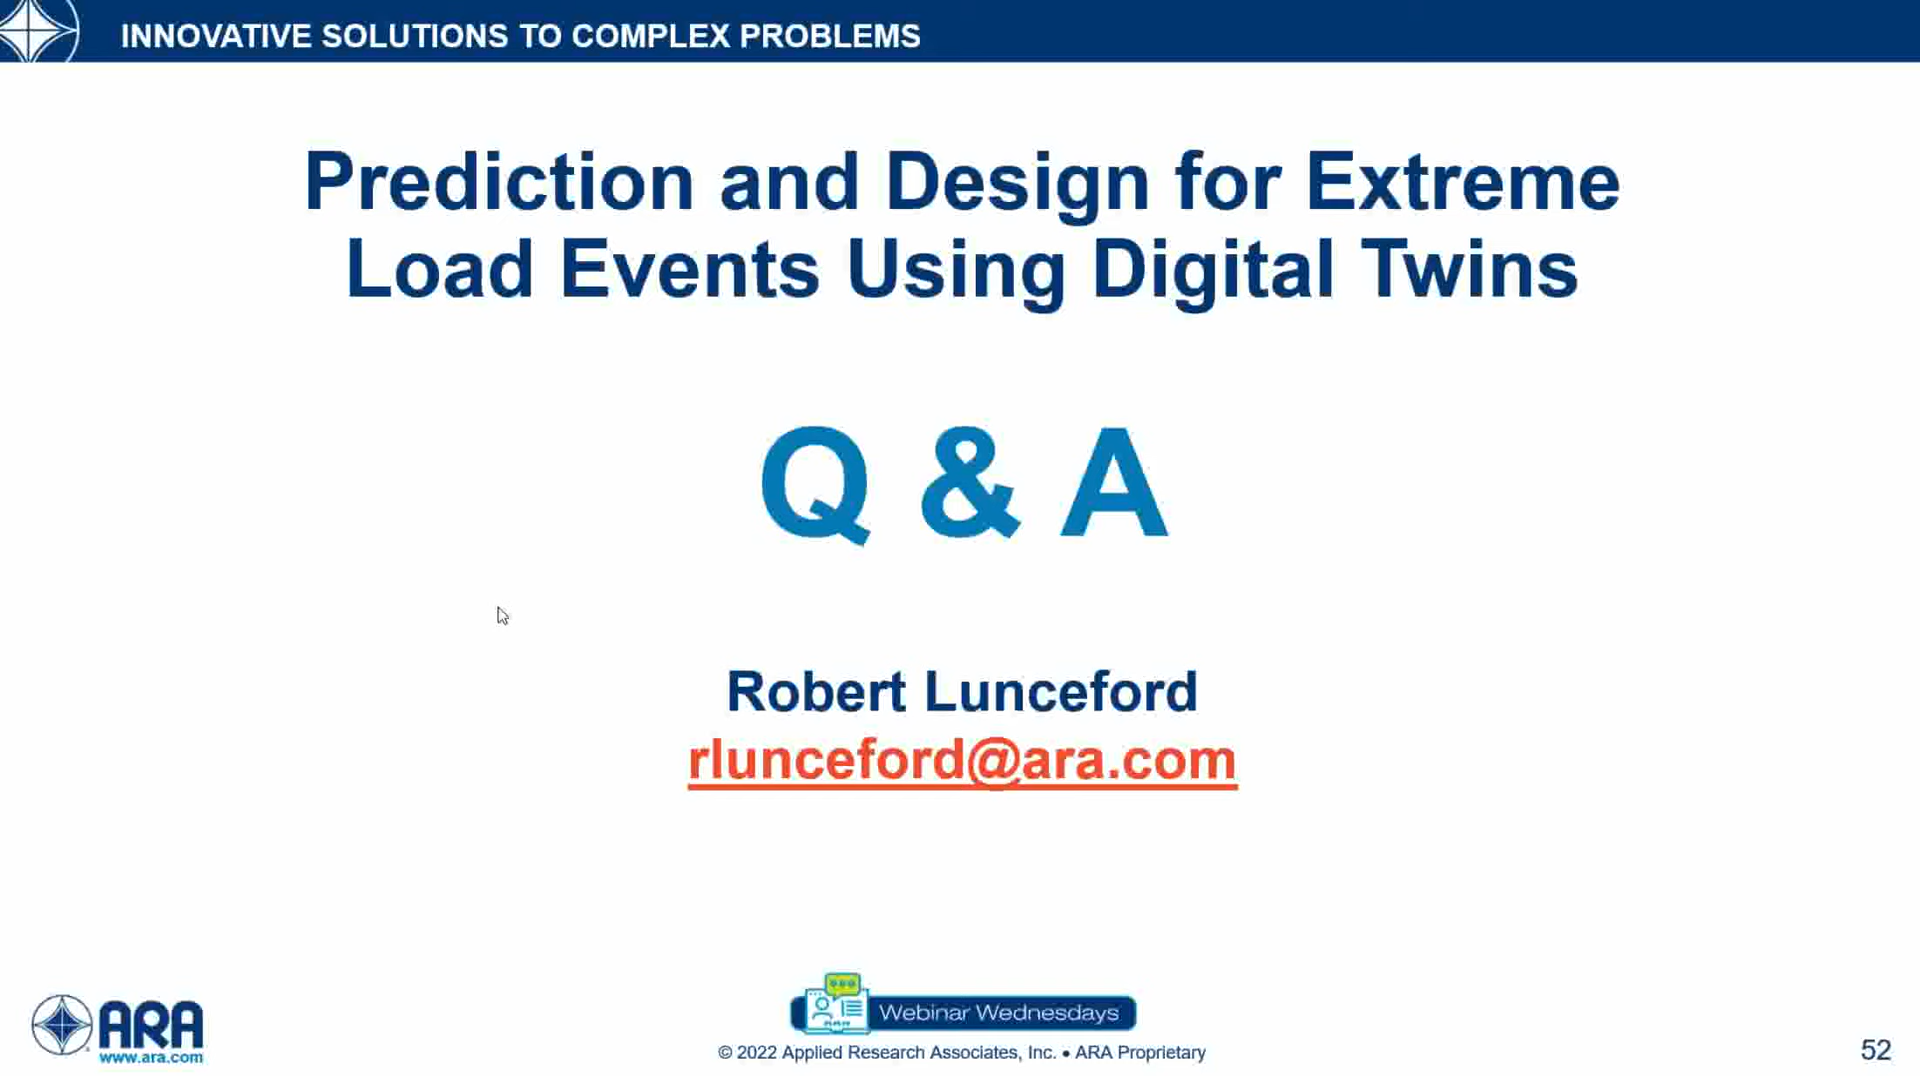 INNOVATIVE SOLUTIONS TO COMPLEX PROBLEMS
Prediction and Design for Extreme
Load Events Using Digital Twins
Q & A
Robert Lunceford
rlunceford@ara.com
ARA
www.ara.com
Webinar Wednesdays
© 2022 Applied Research Associates, Inc. • ARA Proprietary
52